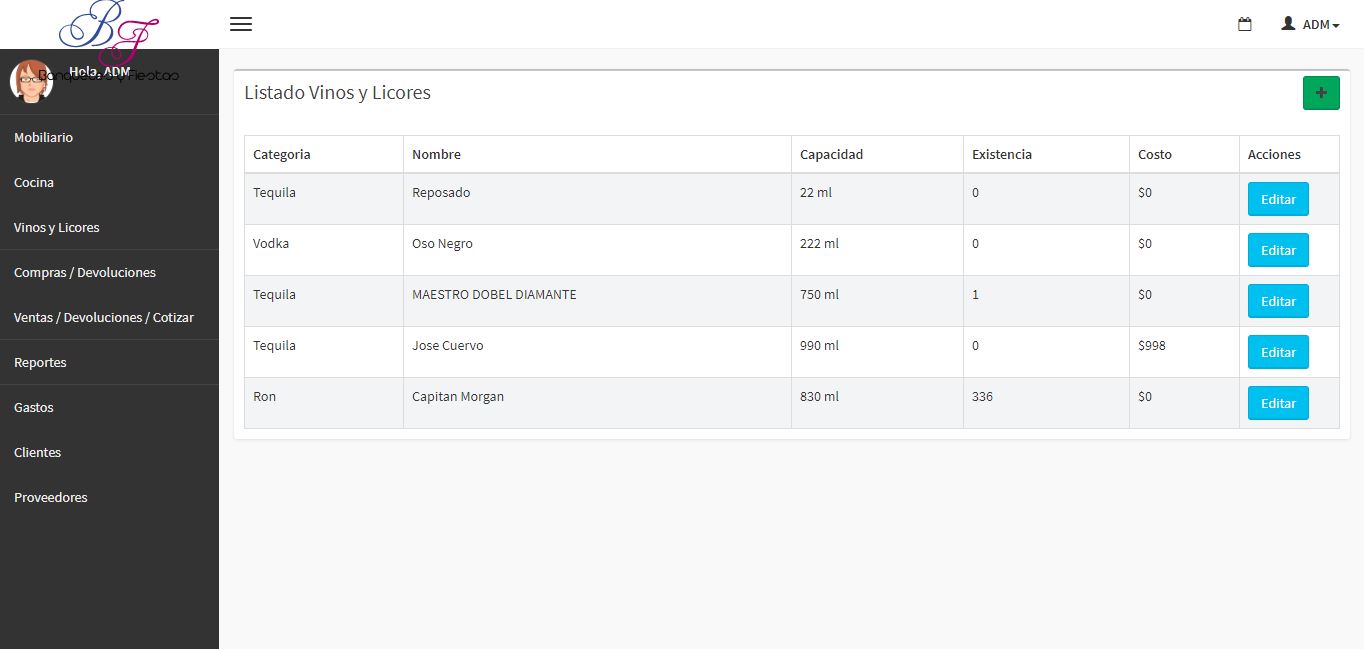 BF
ADM
Banquetes y Fiestas
Hola, ADM
Mobiliario
Cocina
Vinos y Licores
Compras / Devoluciones
Ventas / Devoluciones / Cotizar
Reportes
Gastos
Clientes
Proveedores
Listado Vinos y Licores
+
Categoria Nombre Capacidad Existencia Costo Acciones
Tequila Reposado 22 ml 0 $0 Editar
Vodka Oso Negro 222 ml 0 $0 Editar
Tequila MAESTRO DOBEL DIAMANTE 750 ml 1 $0 Editar
Tequila Jose Cuervo 990 ml 0 $998 Editar
Ron Capitan Morgan 830 ml 336 $0 Editar